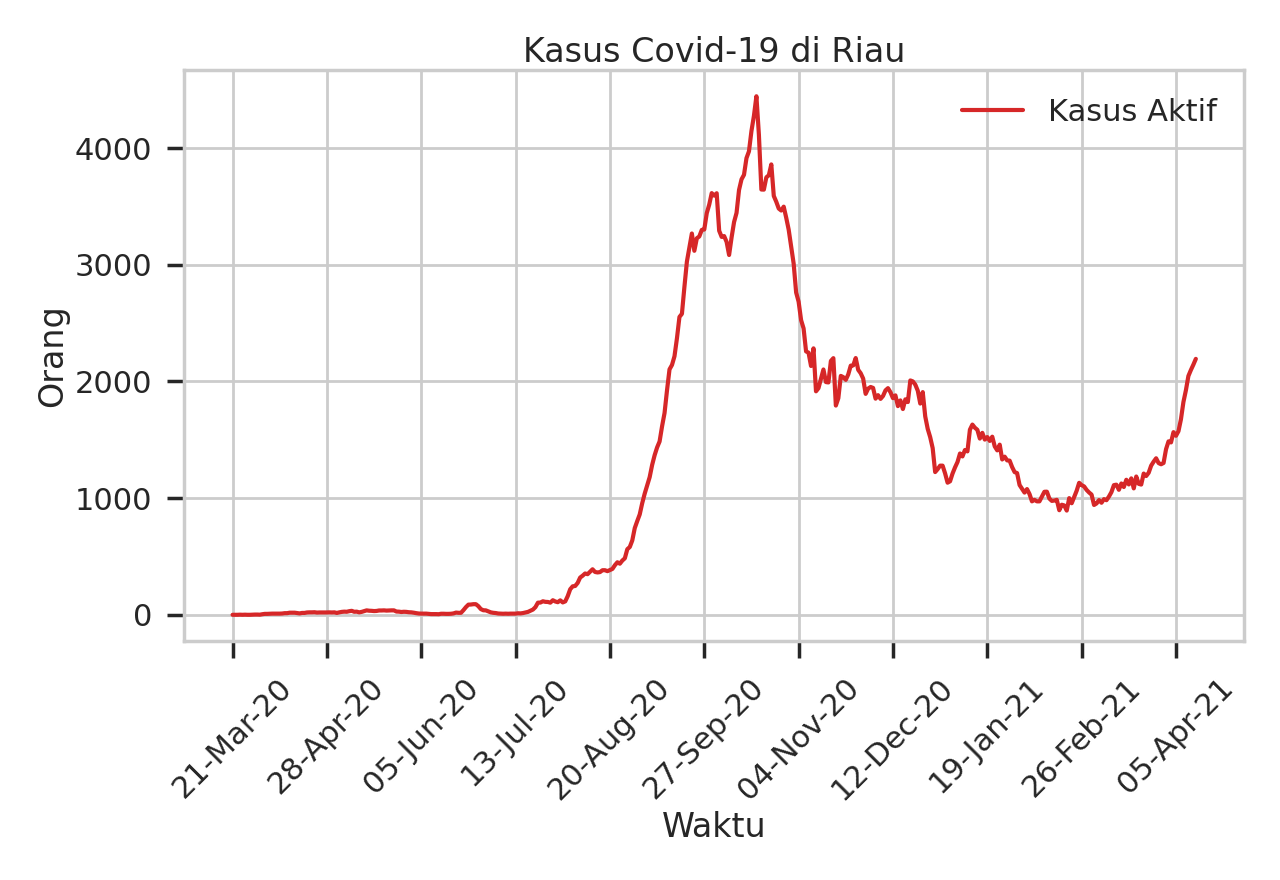 Kasus Covid-19 di Riau
Kasus Aktif
4000
3000
2000
1000
0
Orang
21-Mar-20
28-Apr-20
05-Jun-20
13-Jul-20
20-Aug-20
27-Sep-20
04-Nov-20
12-Dec-20
19-Jan-21
26-Feb-21
05-Apr-21
Waktu